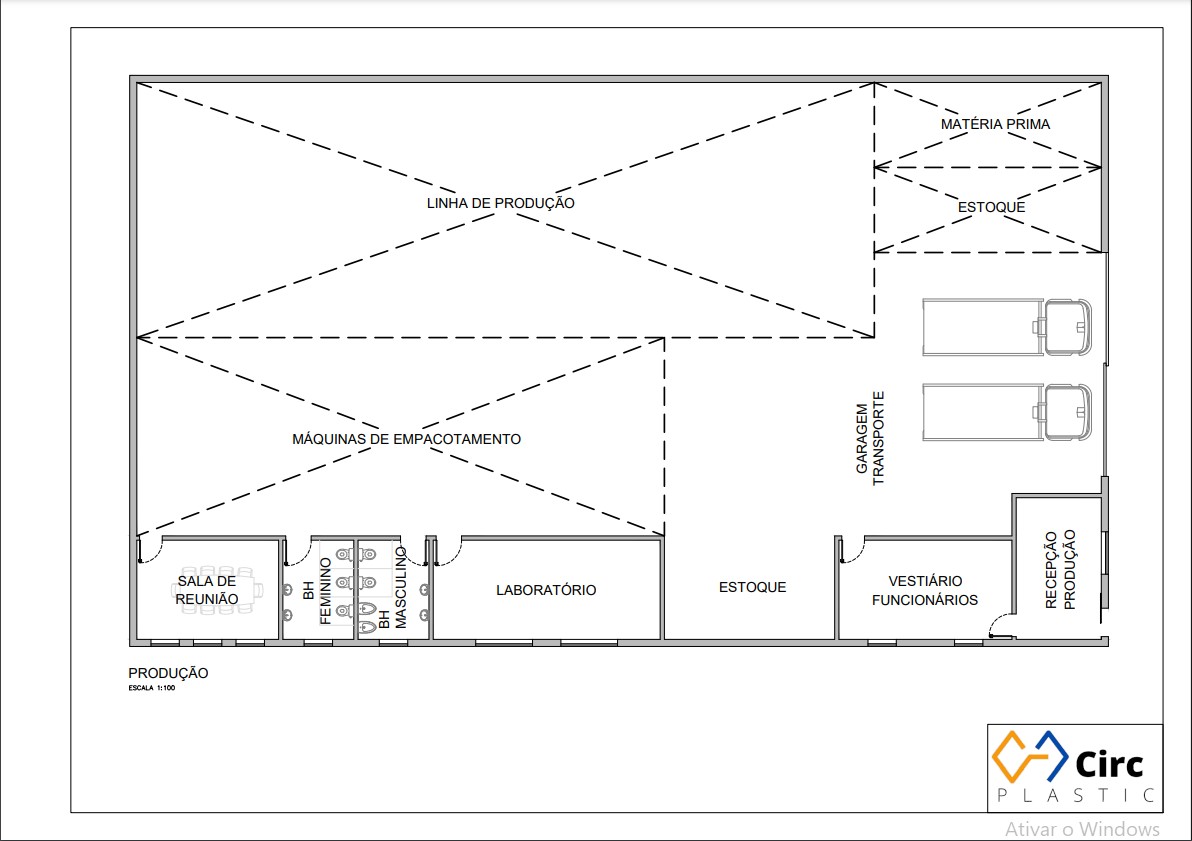 MATÉRIA PRIMA
LINHA DE PRODUÇÃO
ESTOQUE
GARAGEM
TRANSPORTE
MÁQUINAS DE EMPACOTAMENTO
SALA DE
REUNIÃO
BH
FEMININO
BH
MASCULINO
LABORATÓRIO
ESTOQUE
VESTIÁRIO
FUNCIONÁRIOS
RECEPÇÃO
PRODUÇÃO
PRODUÇÃO
ESCALA 1:100
Circ
PLASTIC
Ativar o Windows